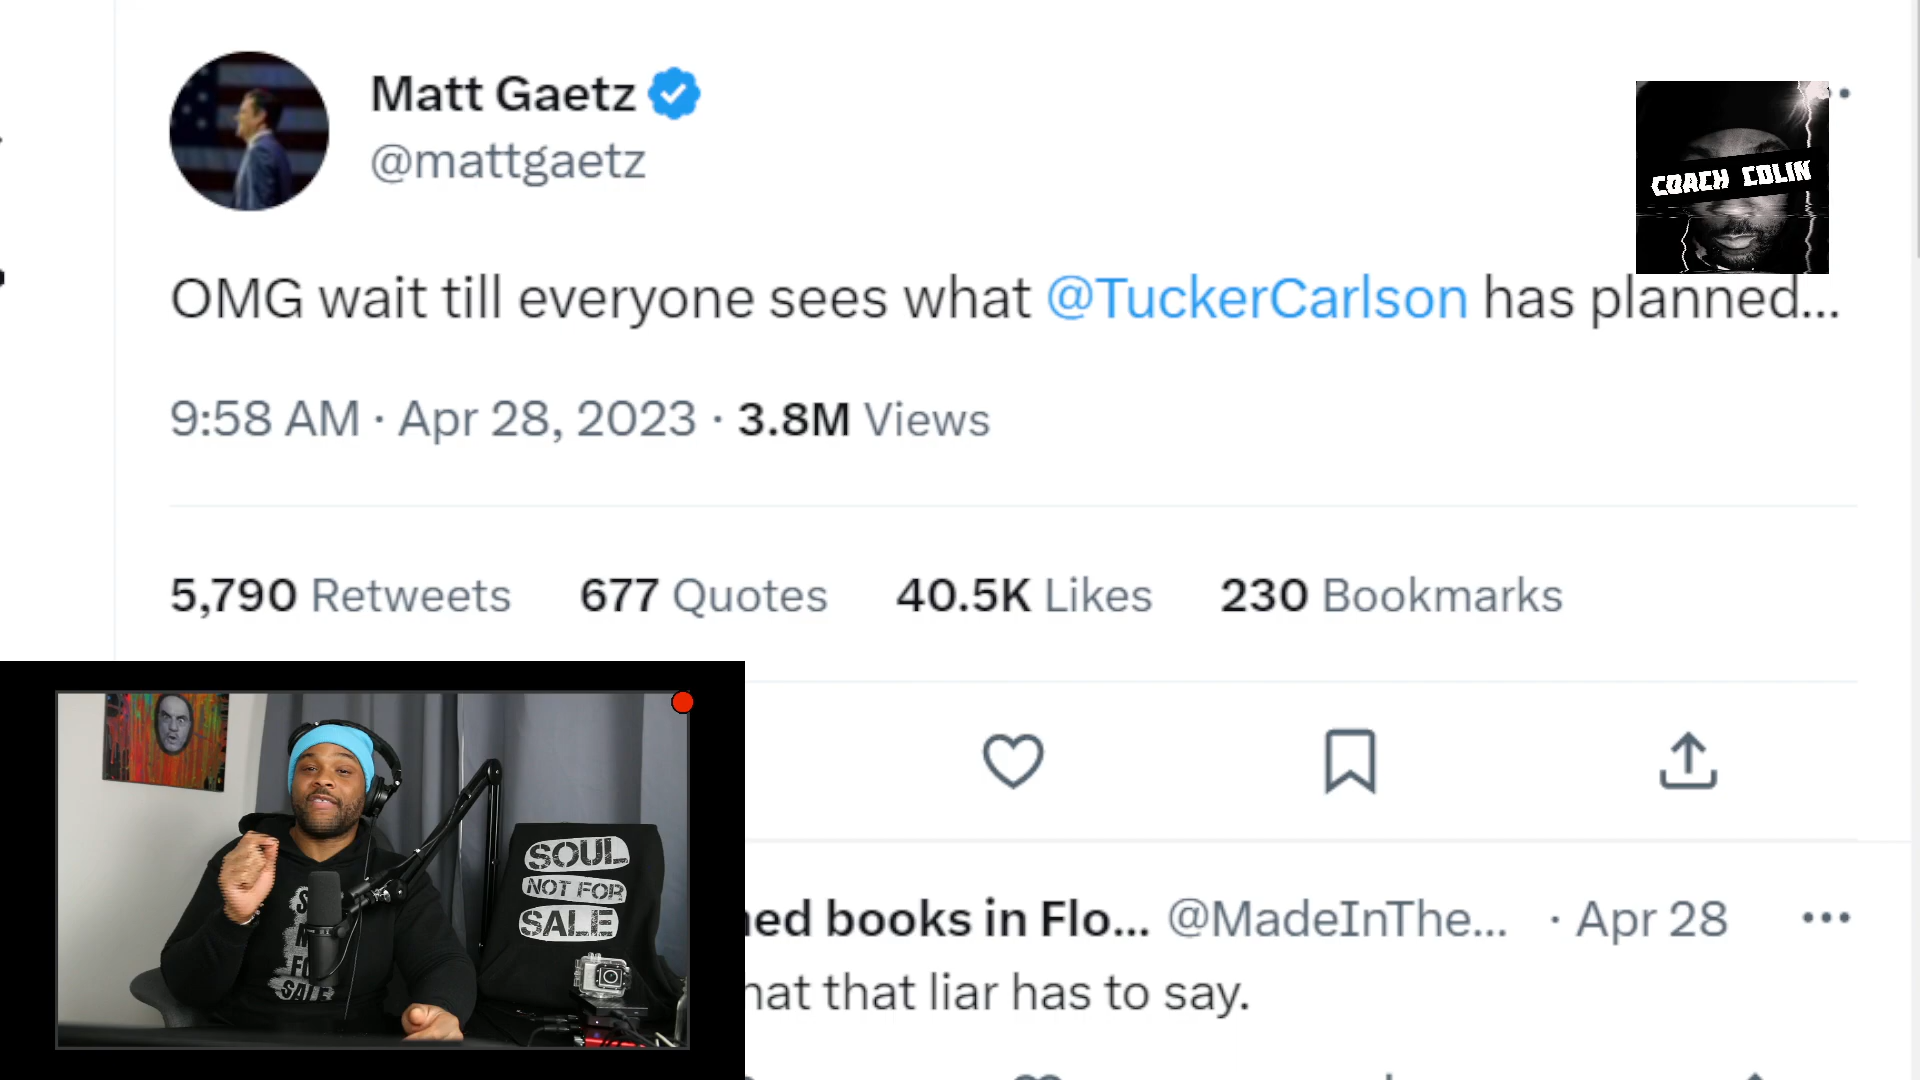 Matt Gaetz
@mattgaetz
COACH COLIN
OMG wait till everyone sees what @TuckerCarlson has planned...
9:58 AM · Apr 28, 2023 · 3.8M Views
5,790 Retweets 677 Quotes 40.5K Likes 230 Bookmarks
books in Flo... @MadeInThe... · Apr 28
that liar has to say.
SOUL
NOT FOR
SALE
SALE